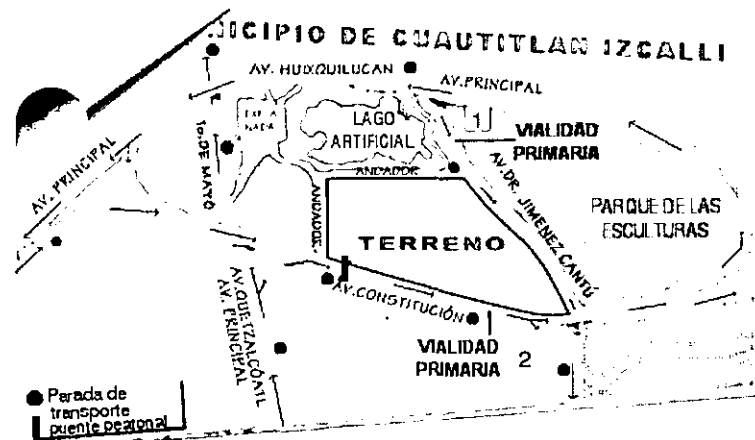 NICIPIO DE CUAUTITLAN IZCALLI
AV. HUIXQUILUCAN
AV. PRINCIPAL
LAGO
ARTIFICIAL
1
VIALIDAD
PRIMARIA
1o. DE MAYO
AV. PRINCIPAL
ANDADOR
ANDADOR
AV. DR. JIMENEZ CANTÚ
PARQUE DE LAS
ESCULTURAS
TERRENO
AV. CONSTITUCIÓN
AV. QUETZALCÓATL
AV. PRINCIPAL
VIALIDAD
PRIMARIA
2
Parada de
transporte
puente peatonal